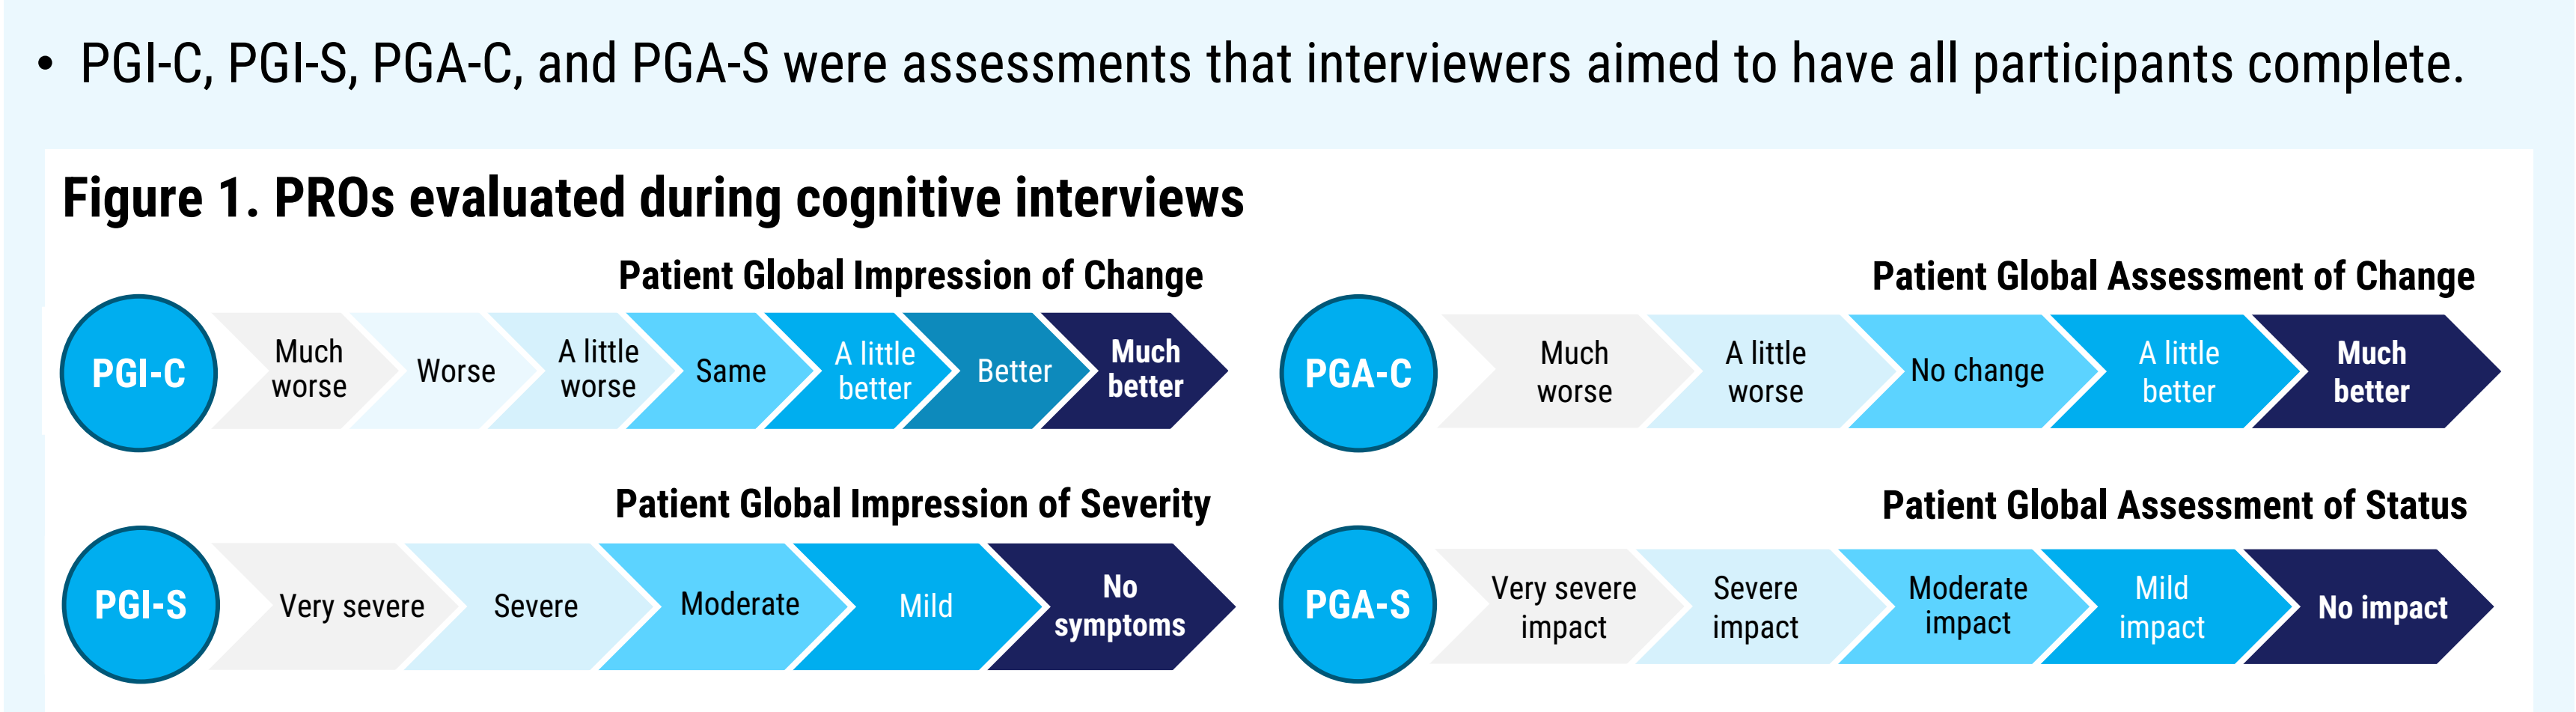 • PGI-C, PGI-S, PGA-C, and PGA-S were assessments that interviewers aimed to have all participants complete.
Figure 1. PROs evaluated during cognitive interviews
Patient Global Impression of Change
PGI-C
Much
worse
Worse
A little
worse
Same
A little
better
Better
Much
better
Patient Global Assessment of Change
PGA-C
Much
worse
A little
worse
No change
A little
better
Much
better
Patient Global Impression of Severity
PGI-S
Very severe
Severe
Moderate
Mild
No
symptoms
Patient Global Assessment of Status
PGA-S
Very severe
impact
Severe
impact
Moderate
impact
Mild
impact
No impact